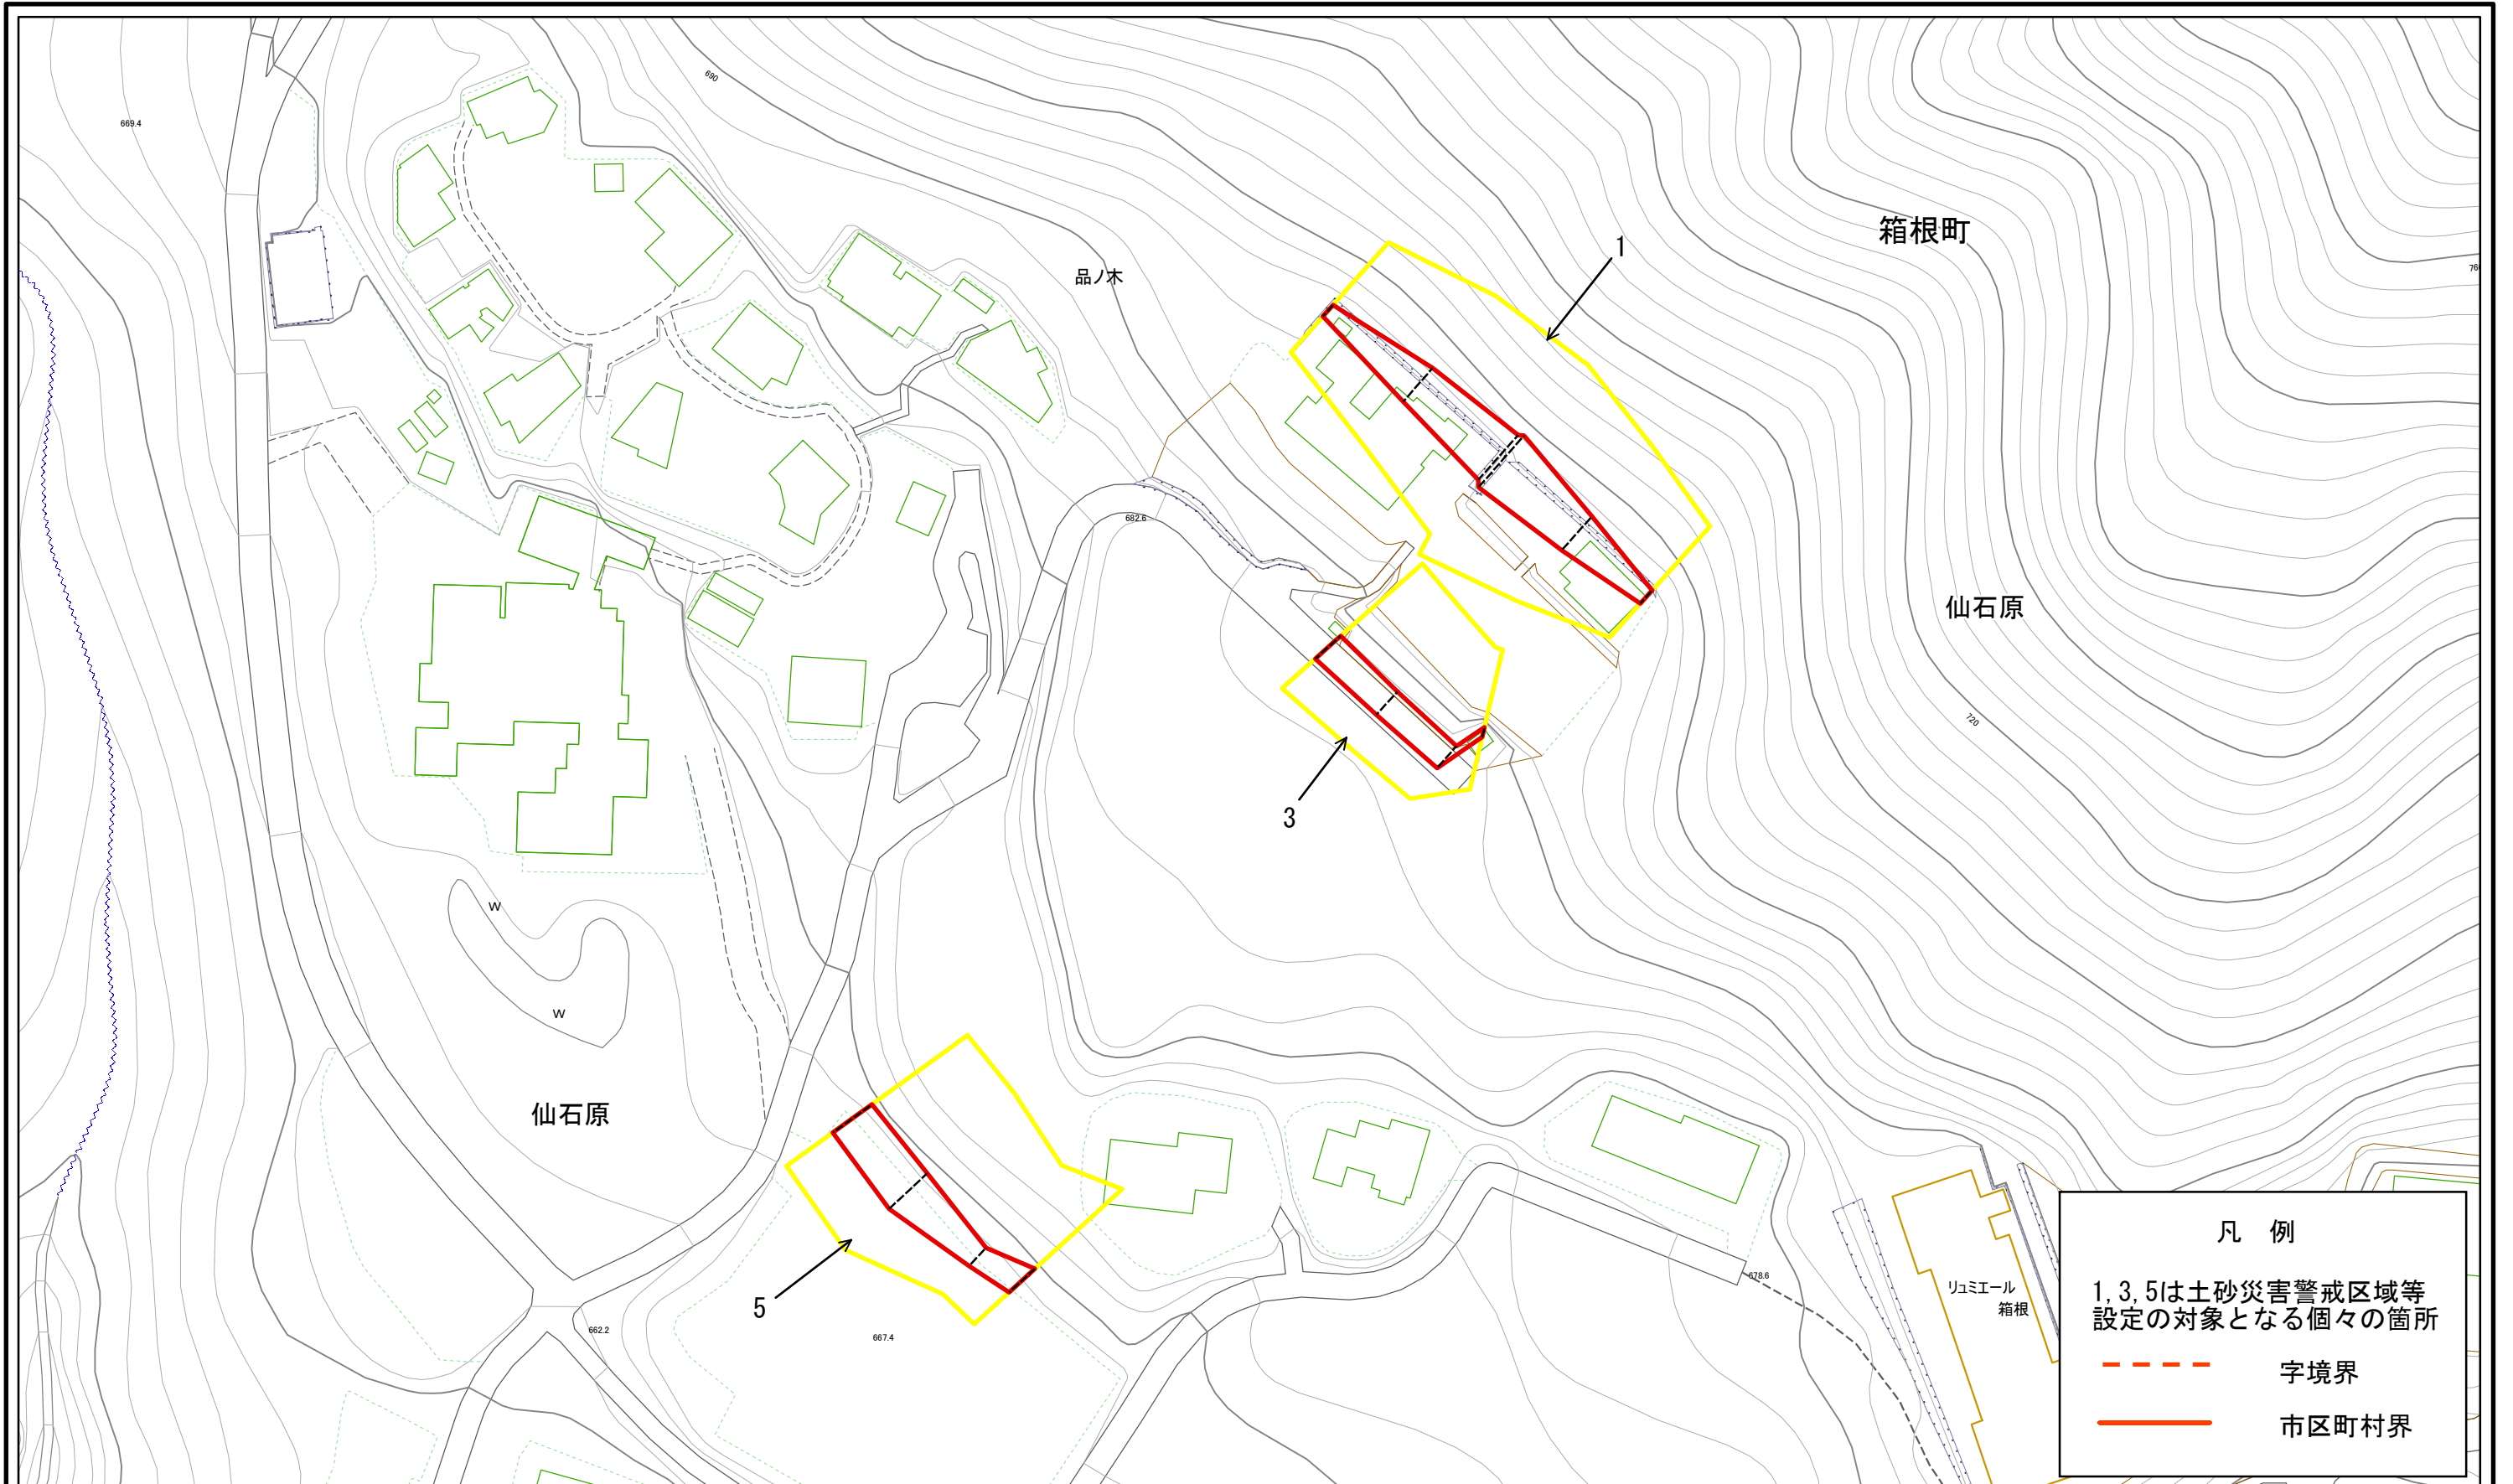 690
669.4
箱根町
1
品ノ木
760
682.6
仙石原
720
3
W
W
仙石原
5
662.2
667.4
678.6
リュミエール
箱根
凡 例
1,3,5は土砂災害警戒区域等
設定の対象となる個々の箇所
字境界
市区町村界